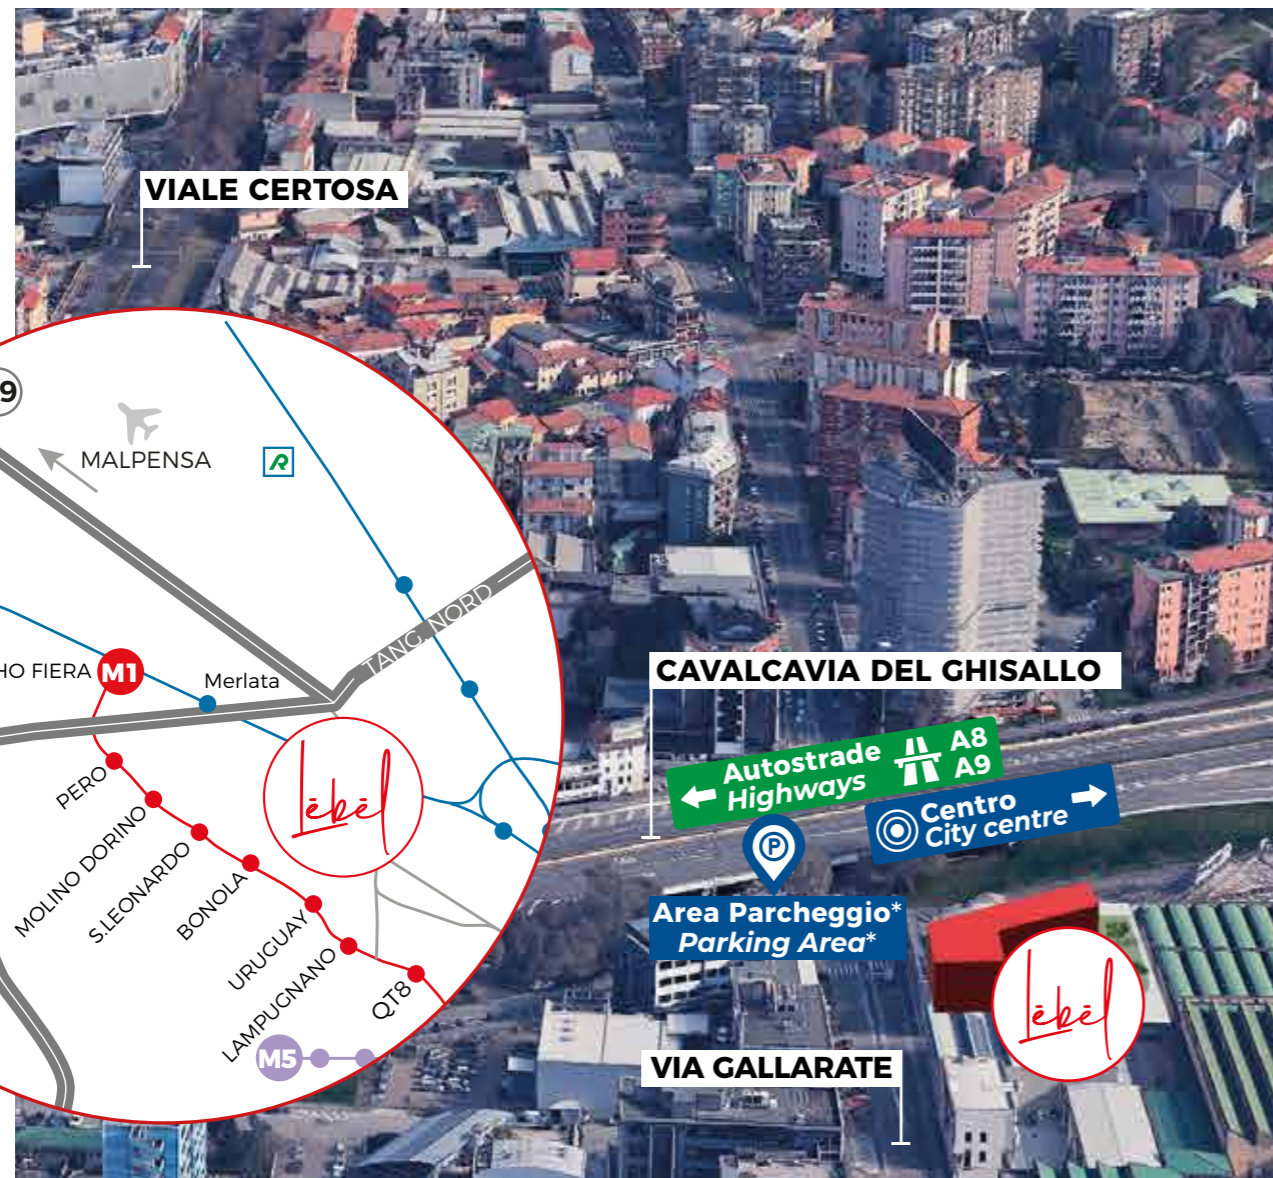 VIALE CERTOSA
9
MALPENSA
R
TANG. NORD
HO FIERA
M1
Merlata
Lēbēl
PERO
MOLINO DORINO
S.LEONARDO
BONOLA
URUGUAY
LAMPUGNANO
QT8
M5
CAVALCAVIA DEL GHISALLO
Autostrade
Highways
A8
A9
Centro
City centre
P
Area Parcheggio*
Parking Area*
Lēbēl
VIA GALLARATE